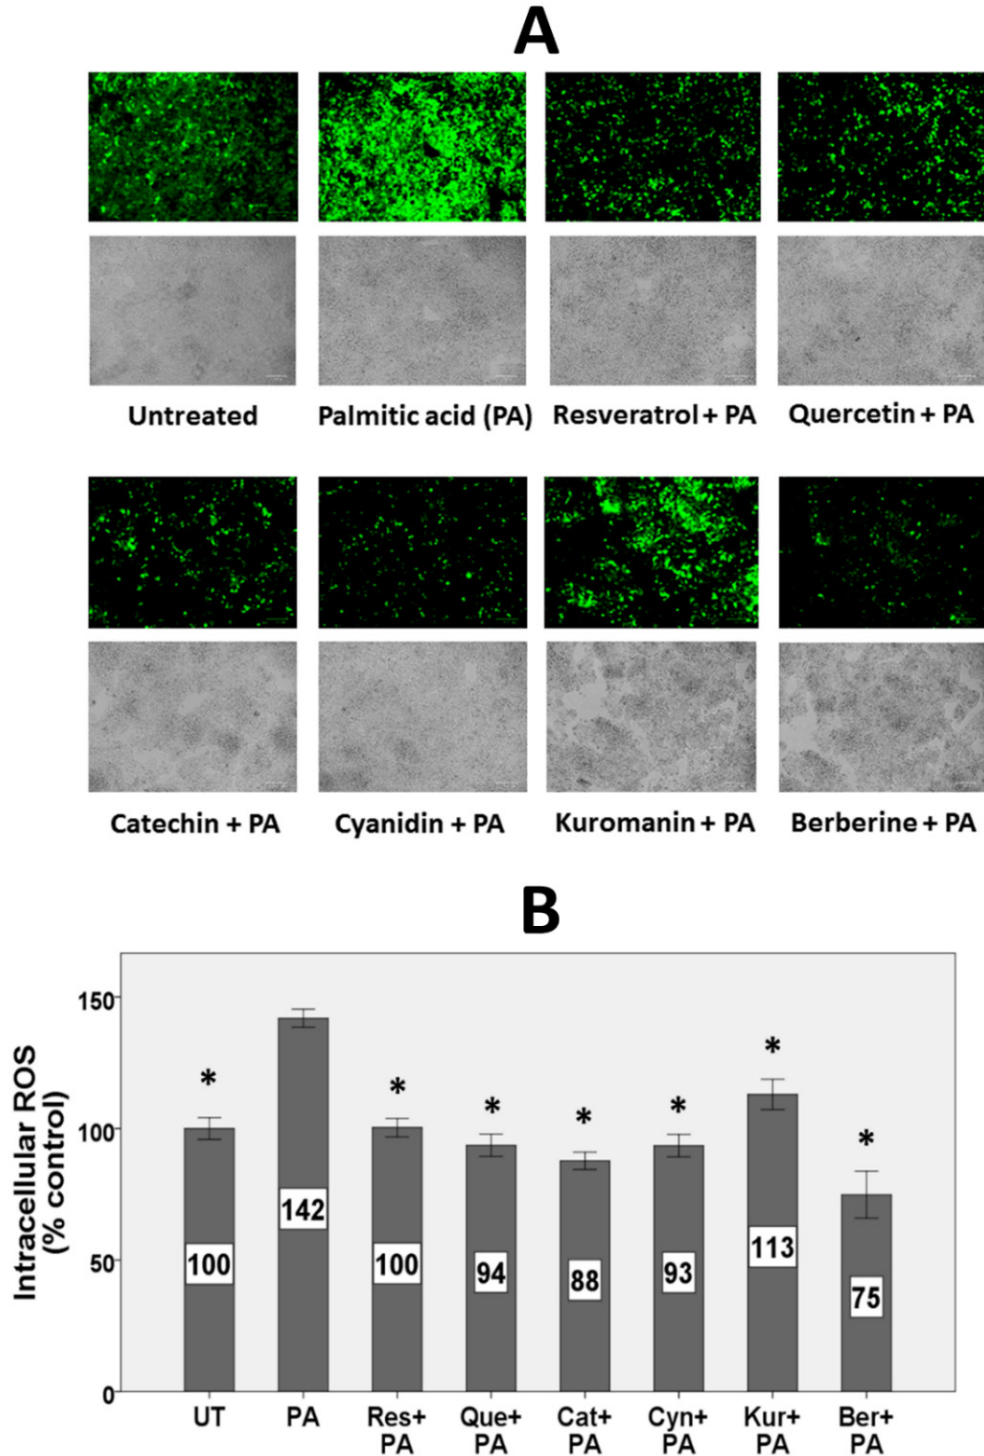 A
Untreated
Palmitic acid (PA)
Resveratrol + PA
Quercetin + PA
Catechin + PA
Cyanidin + PA
Kuromanin + PA
Berberine + PA
B
Intracellular ROS
(% control)
150
100
50
0
*
*
*
*
*
*
*
100
142
100
94
88
93
113
75
UT
PA
Res+
PA
Que+
PA
Cat+
PA
Cyn+
PA
Kur+
PA
Ber+
PA